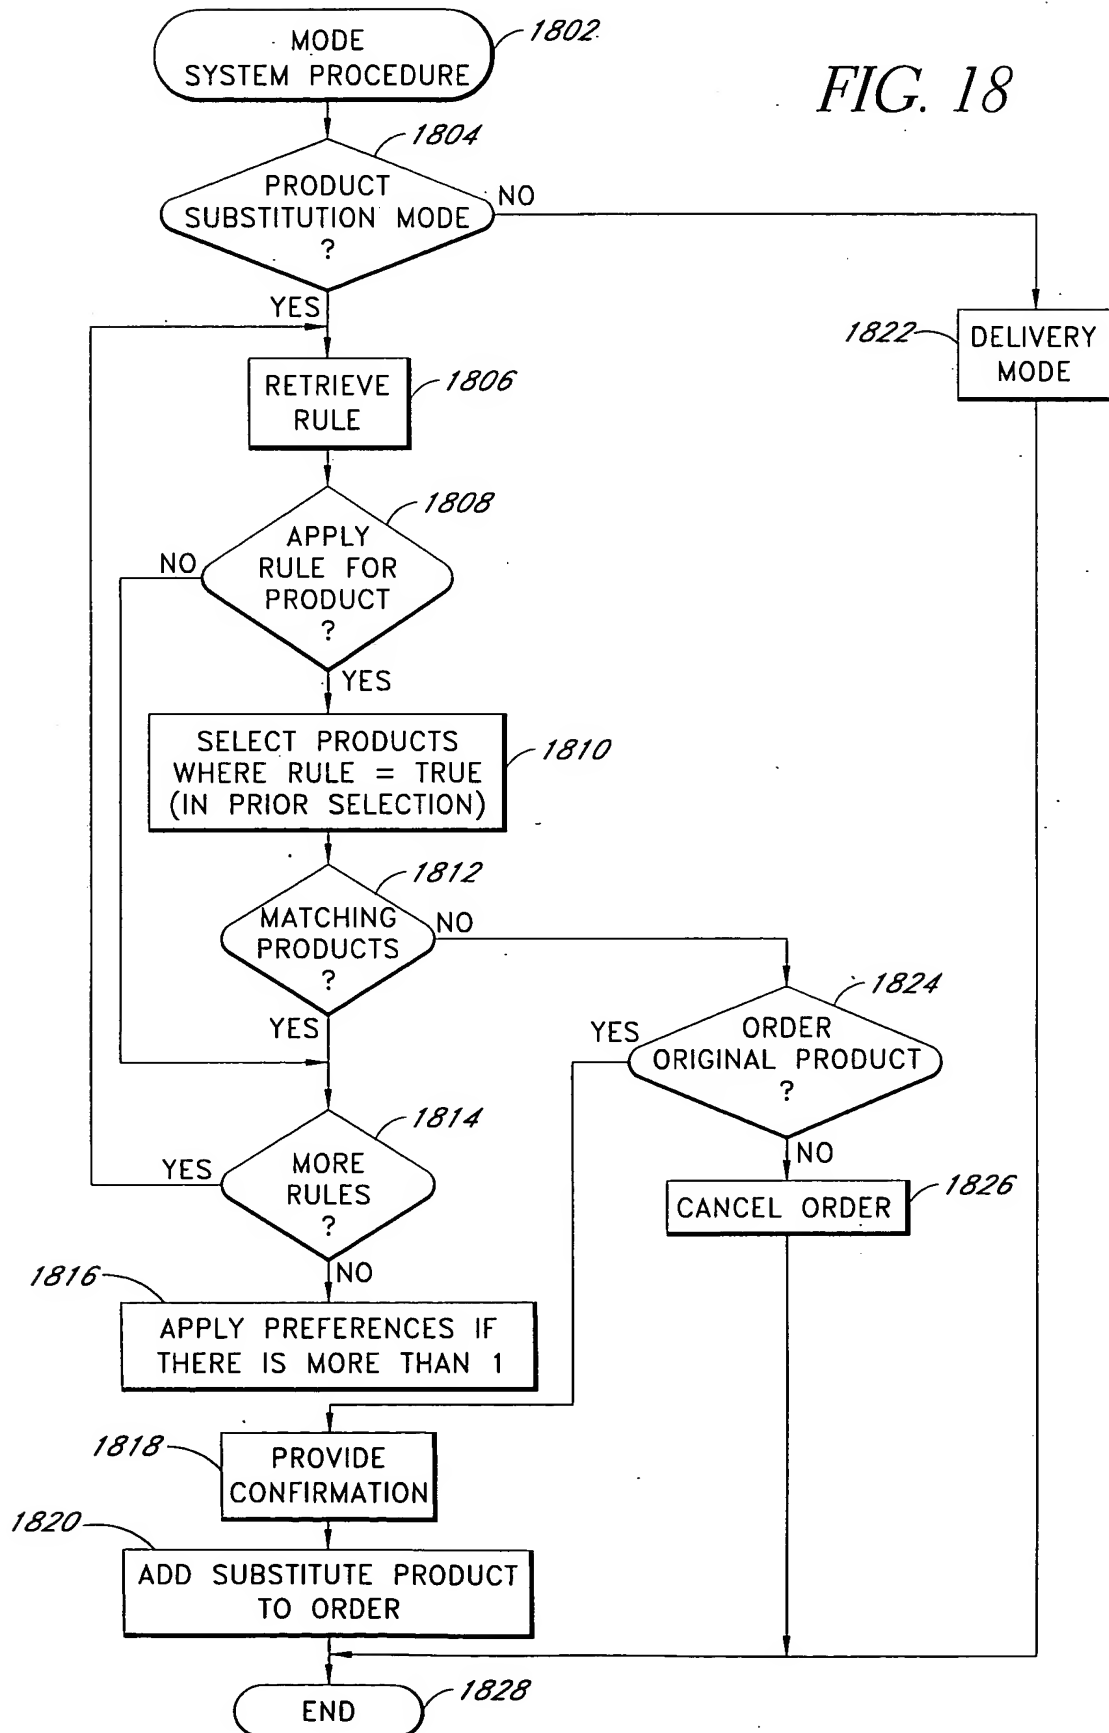 MODE
SYSTEM PROCEDURE
1802
FIG. 18
1804
PRODUCT
SUBSTITUTION MODE
?
NO
YES
1822
DELIVERY
MODE
RETRIEVE
RULE
1806
1808
APPLY
RULE FOR
PRODUCT
?
NO
YES
SELECT PRODUCTS
WHERE RULE = TRUE
(IN PRIOR SELECTION)
1810
1812
MATCHING
PRODUCTS
?
NO
YES
1824
ORDER
ORIGINAL PRODUCT
?
YES
NO
1814
MORE
RULES
?
YES
NO
CANCEL ORDER
1826
1816
APPLY PREFERENCES IF
THERE IS MORE THAN 1
1818
PROVIDE
CONFIRMATION
1820
ADD SUBSTITUTE PRODUCT
TO ORDER
END
1828